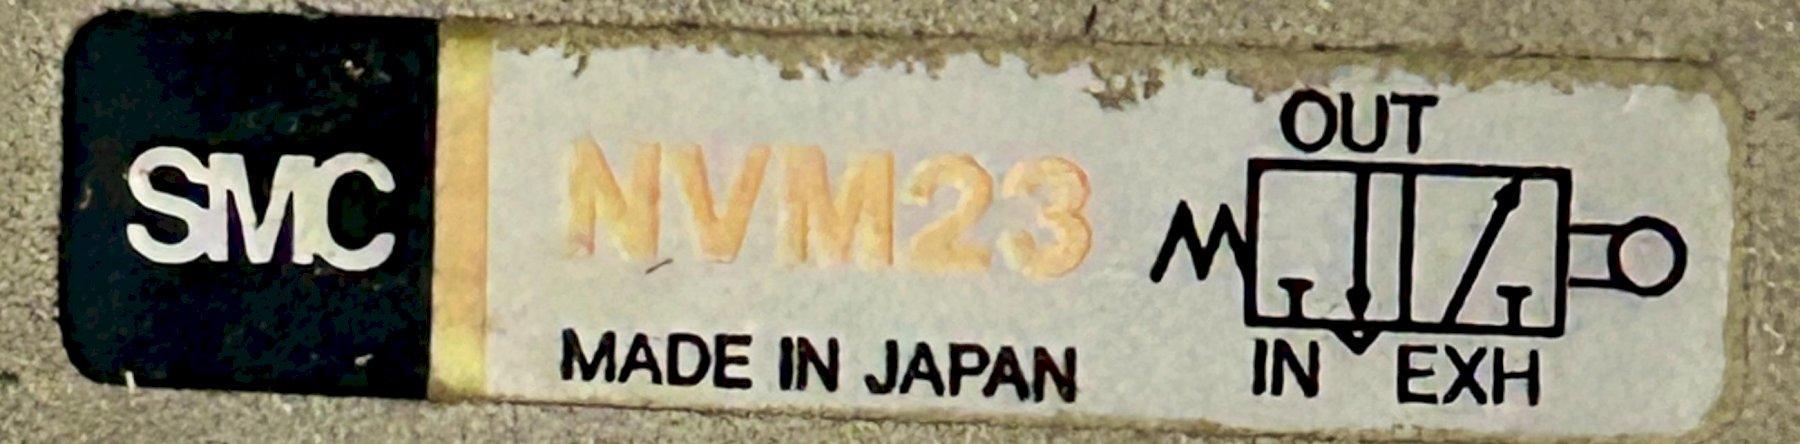 SMC
NVM23
MADE IN JAPAN
OUT
IN EXH